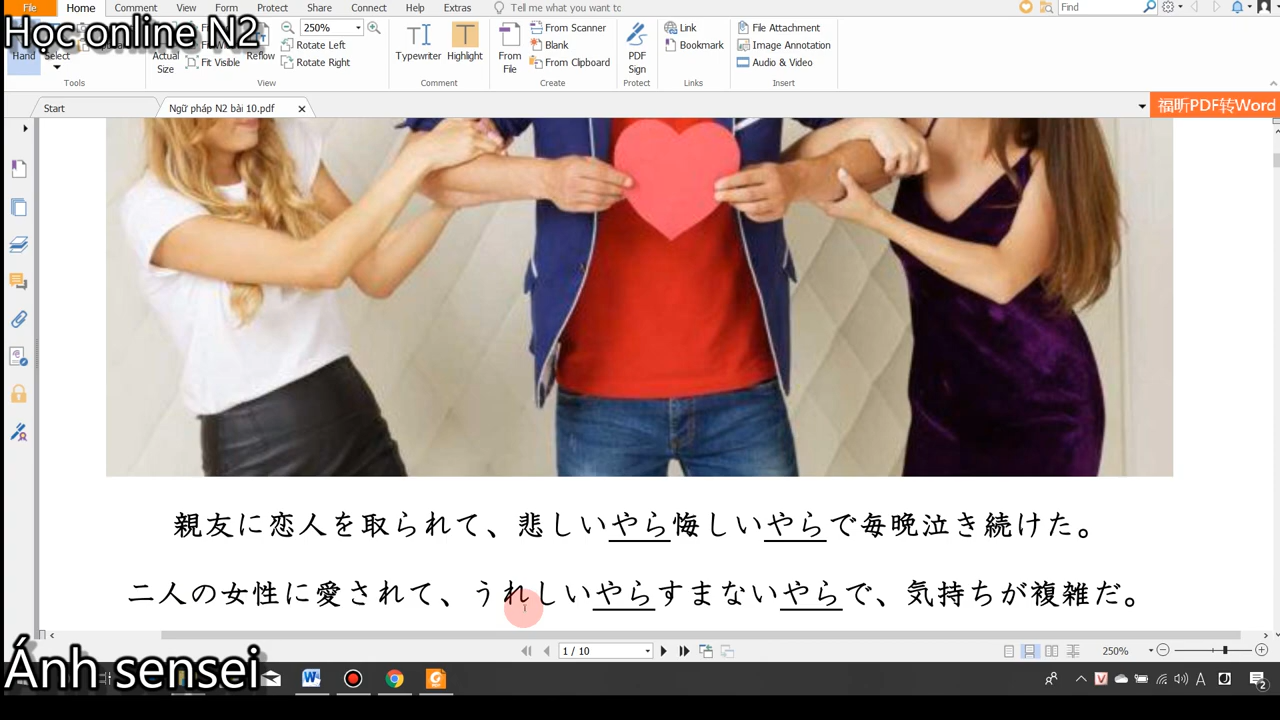 File Home Comment View Form Protect Share Connect Help Extras Tell me what you want to Find
Học online N2
Hand Select
Actual Size
Fit Visible
Reflow
250%
Rotate Left
Rotate Right
Typewriter Highlight
From File
From Scanner
Blank
From Clipboard
PDF Sign
Link
Bookmark
File Attachment
Image Annotation
Audio & Video
Tools View Comment Create Protect Links Insert
Start Ngữ pháp N2 bài 10.pdf
福昕PDF转Word
親友に恋人を取られて、悲しいやら悔しいやらで毎晩泣き続けた。
二人の女性に愛されて、うれしいやらすまないやらで、気持ちが複雑だ。
1 / 10 250%
Ánh sensei